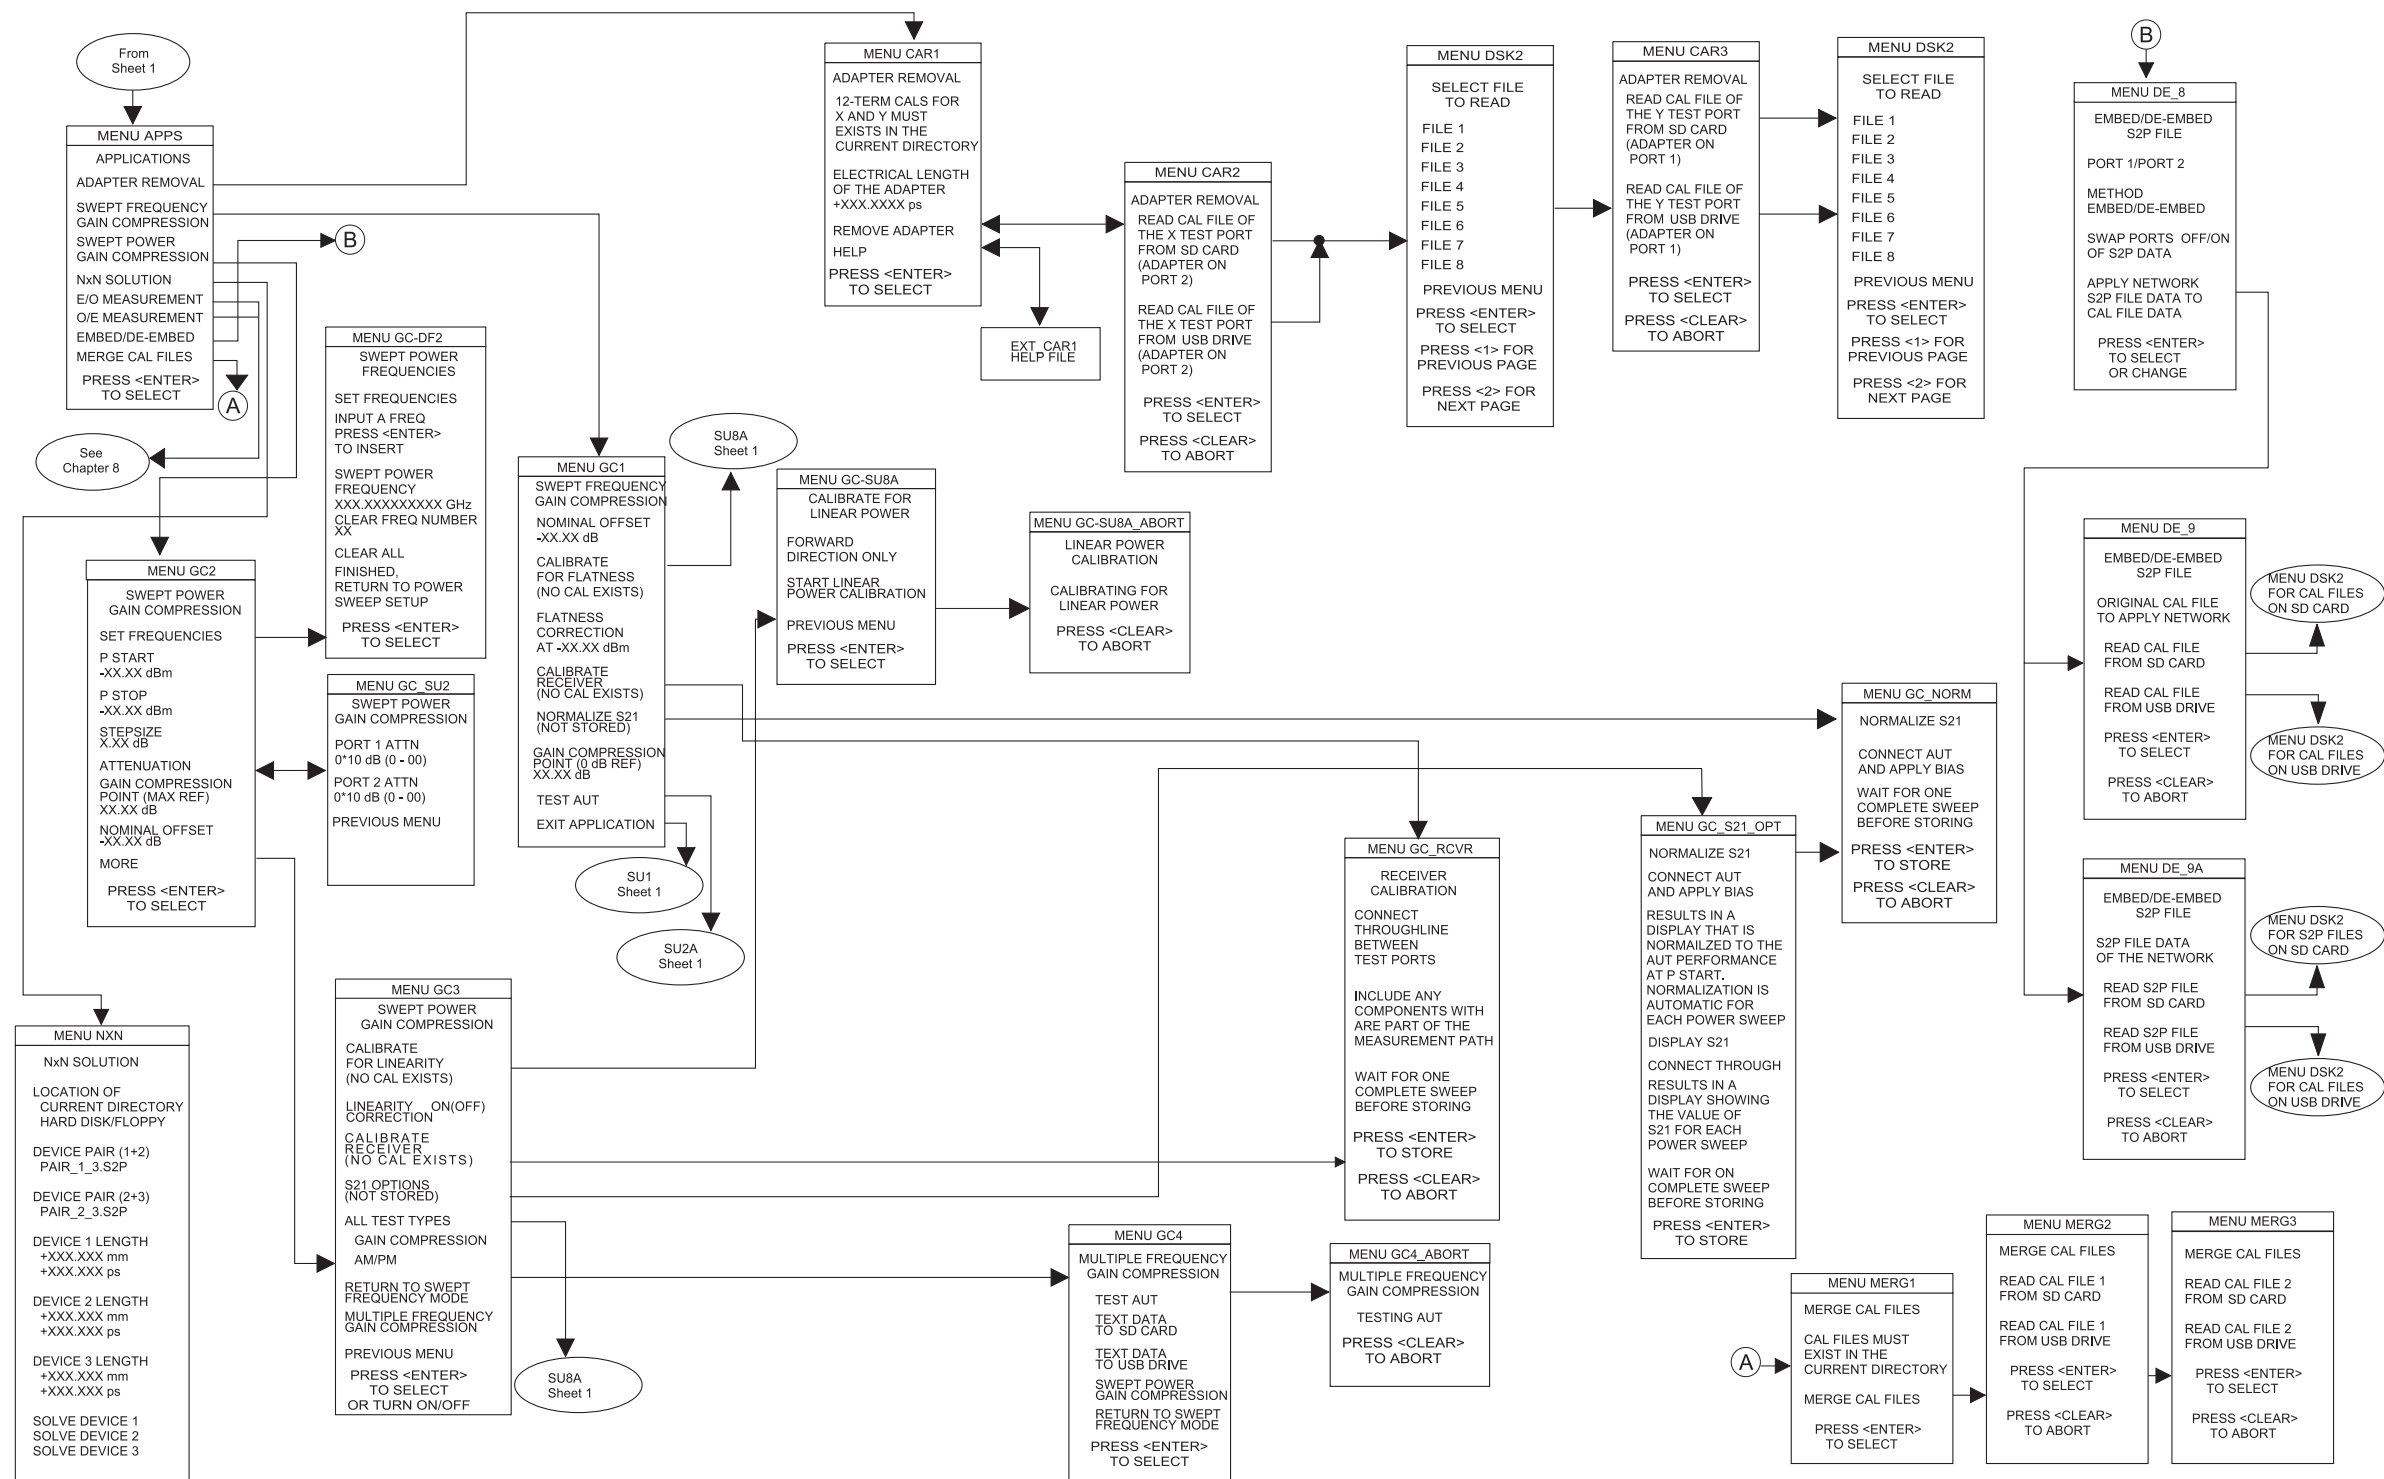 From
Sheet 1
MENU APPS
APPLICATIONS
ADAPTER REMOVAL
SWEPT FREQUENCY
GAIN COMPRESSION
SWEPT POWER
GAIN COMPRESSION
NxN SOLUTION
E/O MEASUREMENT
O/E MEASUREMENT
EMBED/DE-EMBED
MERGE CAL FILES
PRESS <ENTER>
TO SELECT
B
A
See
Chapter 8
MENU GC2
SWEPT POWER
GAIN COMPRESSION
SET FREQUENCIES
P START
-XX.XX dBm
P STOP
-XX.XX dBm
STEPSIZE
X.XX dB
ATTENUATION
GAIN COMPRESSION
POINT (MAX REF)
XX.XX dB
NOMINAL OFFSET
-XX.XX dB
MORE
PRESS <ENTER>
TO SELECT
MENU NXN
NxN SOLUTION
LOCATION OF
CURRENT DIRECTORY
HARD DISK/FLOPPY
DEVICE PAIR (1+2)
PAIR_1_3.S2P
DEVICE PAIR (2+3)
PAIR_2_3.S2P
DEVICE 1 LENGTH
+XXX.XXX mm
+XXX.XXX ps
DEVICE 2 LENGTH
+XXX.XXX mm
+XXX.XXX ps
DEVICE 3 LENGTH
+XXX.XXX mm
+XXX.XXX ps
SOLVE DEVICE 1
SOLVE DEVICE 2
SOLVE DEVICE 3
MENU GC-DF2
SWEPT POWER
FREQUENCIES
SET FREQUENCIES
INPUT A FREQ
PRESS <ENTER>
TO INSERT
SWEPT POWER
FREQUENCY
XXX.XXXXXXXXX GHz
CLEAR FREQ NUMBER
XX
CLEAR ALL
FINISHED,
RETURN TO POWER
SWEEP SETUP
PRESS <ENTER>
TO SELECT
MENU GC_SU2
SWEPT POWER
GAIN COMPRESSION
PORT 1 ATTN
0*10 dB (0 - 00)
PORT 2 ATTN
0*10 dB (0 - 00)
PREVIOUS MENU
MENU GC3
SWEPT POWER
GAIN COMPRESSION
CALIBRATE
FOR LINEARITY
(NO CAL EXISTS)
LINEARITY ON(OFF)
CORRECTION
CALIBRATE
RECEIVER
(NO CAL EXISTS)
S21 OPTIONS
(NOT STORED)
ALL TEST TYPES
GAIN COMPRESSION
AM/PM
RETURN TO SWEPT
FREQUENCY MODE
MULTIPLE FREQUENCY
GAIN COMPRESSION
PREVIOUS MENU
PRESS <ENTER>
TO SELECT
OR TURN ON/OFF
SU8A
Sheet 1
MENU GC1
SWEPT FREQUENCY
GAIN COMPRESSION
NOMINAL OFFSET
-XX.XX dB
CALIBRATE
FOR FLATNESS
(NO CAL EXISTS)
FLATNESS
CORRECTION
AT -XX.XX dBm
CALIBRATE
RECEIVER
(NO CAL EXISTS)
NORMALIZE S21
(NOT STORED)
GAIN COMPRESSION
POINT (0 dB REF)
XX.XX dB
TEST AUT
EXIT APPLICATION
SU8A
Sheet 1
SU1
Sheet 1
SU2A
Sheet 1
MENU GC-SU8A
CALIBRATE FOR
LINEAR POWER
FORWARD
DIRECTION ONLY
START LINEAR
POWER CALIBRATION
PREVIOUS MENU
PRESS <ENTER>
TO SELECT
MENU GC-SU8A_ABORT
LINEAR POWER
CALIBRATION
CALIBRATING FOR
LINEAR POWER
PRESS <CLEAR>
TO ABORT
MENU CAR1
ADAPTER REMOVAL
12-TERM CALS FOR
X AND Y MUST
EXISTS IN THE
CURRENT DIRECTORY
ELECTRICAL LENGTH
OF THE ADAPTER
+XXX.XXXX ps
REMOVE ADAPTER
HELP
PRESS <ENTER>
TO SELECT
EXT_CAR1
HELP FILE
MENU CAR2
ADAPTER REMOVAL
READ CAL FILE OF
THE X TEST PORT
FROM SD CARD
(ADAPTER ON
PORT 2)
READ CAL FILE OF
THE X TEST PORT
FROM USB DRIVE
(ADAPTER ON
PORT 2)
PRESS <ENTER>
TO SELECT
PRESS <CLEAR>
TO ABORT
MENU DSK2
SELECT FILE
TO READ
FILE 1
FILE 2
FILE 3
FILE 4
FILE 5
FILE 6
FILE 7
FILE 8
PREVIOUS MENU
PRESS <ENTER>
TO SELECT
PRESS <1> FOR
PREVIOUS PAGE
PRESS <2> FOR
NEXT PAGE
MENU CAR3
ADAPTER REMOVAL
READ CAL FILE OF
THE Y TEST PORT
FROM SD CARD
(ADAPTER ON
PORT 1)
READ CAL FILE OF
THE Y TEST PORT
FROM USB DRIVE
(ADAPTER ON
PORT 1)
PRESS <ENTER>
TO SELECT
PRESS <CLEAR>
TO ABORT
MENU DSK2
SELECT FILE
TO READ
FILE 1
FILE 2
FILE 3
FILE 4
FILE 5
FILE 6
FILE 7
FILE 8
PREVIOUS MENU
PRESS <ENTER>
TO SELECT
PRESS <1> FOR
PREVIOUS PAGE
PRESS <2> FOR
NEXT PAGE
B
MENU DE_8
EMBED/DE-EMBED
S2P FILE
PORT 1/PORT 2
METHOD
EMBED/DE-EMBED
SWAP PORTS OFF/ON
OF S2P DATA
APPLY NETWORK
S2P FILE DATA TO
CAL FILE DATA
PRESS <ENTER>
TO SELECT
OR CHANGE
MENU DE_9
EMBED/DE-EMBED
S2P FILE
ORIGINAL CAL FILE
TO APPLY NETWORK
READ CAL FILE
FROM SD CARD
READ CAL FILE
FROM USB DRIVE
PRESS <ENTER>
TO SELECT
PRESS <CLEAR>
TO ABORT
MENU DSK2
FOR CAL FILES
ON SD CARD
MENU DSK2
FOR CAL FILES
ON USB DRIVE
MENU DE_9A
EMBED/DE-EMBED
S2P FILE
S2P FILE DATA
OF THE NETWORK
READ S2P FILE
FROM SD CARD
READ S2P FILE
FROM USB DRIVE
PRESS <ENTER>
TO SELECT
PRESS <CLEAR>
TO ABORT
MENU DSK2
FOR S2P FILES
ON SD CARD
MENU DSK2
FOR CAL FILES
ON USB DRIVE
MENU GC_NORM
NORMALIZE S21
CONNECT AUT
AND APPLY BIAS
WAIT FOR ONE
COMPLETE SWEEP
BEFORE STORING
PRESS <ENTER>
TO STORE
PRESS <CLEAR>
TO ABORT
MENU GC_S21_OPT
NORMALIZE S21
CONNECT AUT
AND APPLY BIAS
RESULTS IN A
DISPLAY THAT IS
NORMAILZED TO THE
AUT PERFORMANCE
AT P START.
NORMALIZATION IS
AUTOMATIC FOR
EACH POWER SWEEP
DISPLAY S21
CONNECT THROUGH
RESULTS IN A
DISPLAY SHOWING
THE VALUE OF
S21 FOR EACH
POWER SWEEP
WAIT FOR ON
COMPLETE SWEEP
BEFORE STORING
PRESS <ENTER>
TO STORE
MENU GC_RCVR
RECEIVER
CALIBRATION
CONNECT
THROUGHLINE
BETWEEN
TEST PORTS
INCLUDE ANY
COMPONENTS WITH
ARE PART OF THE
MEASUREMENT PATH
WAIT FOR ONE
COMPLETE SWEEP
BEFORE STORING
PRESS <ENTER>
TO STORE
PRESS <CLEAR>
TO ABORT
MENU GC4
MULTIPLE FREQUENCY
GAIN COMPRESSION
TEST AUT
TEXT DATA
TO SD CARD
TEXT DATA
TO USB DRIVE
SWEPT POWER
GAIN COMPRESSION
RETURN TO SWEPT
FREQUENCY MODE
PRESS <ENTER>
TO SELECT
MENU GC4_ABORT
MULTIPLE FREQUENCY
GAIN COMPRESSION
TESTING AUT
PRESS <CLEAR>
TO ABORT
A
MENU MERG1
MERGE CAL FILES
CAL FILES MUST
EXIST IN THE
CURRENT DIRECTORY
MERGE CAL FILES
PRESS <ENTER>
TO SELECT
MENU MERG2
MERGE CAL FILES
READ CAL FILE 1
FROM SD CARD
READ CAL FILE 1
FROM USB DRIVE
PRESS <ENTER>
TO SELECT
PRESS <CLEAR>
TO ABORT
MENU MERG3
MERGE CAL FILES
READ CAL FILE 2
FROM SD CARD
READ CAL FILE 2
FROM USB DRIVE
PRESS <ENTER>
TO SELECT
PRESS <CLEAR>
TO ABORT